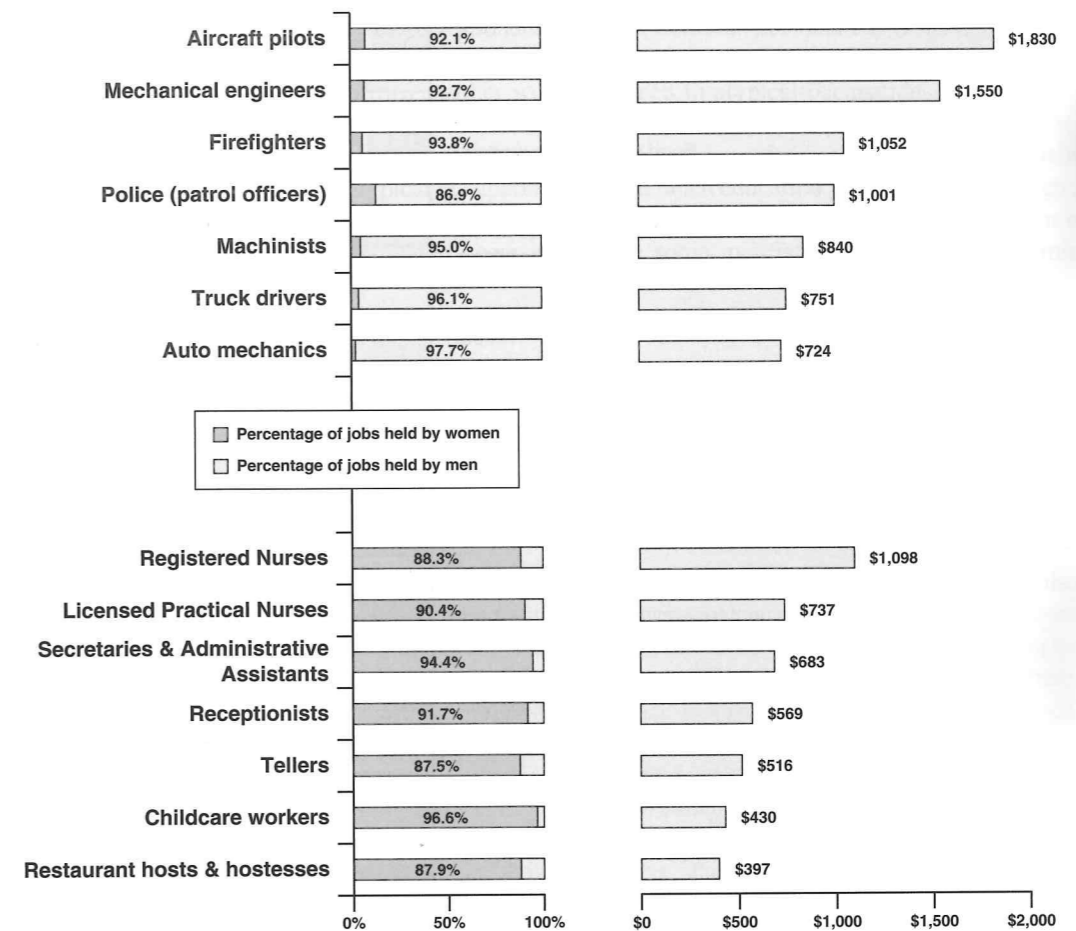 Aircraft pilots 92.1% $1,830
Mechanical engineers 92.7% $1,550
Firefighters 93.8% $1,052
Police (patrol officers) 86.9% $1,001
Machinists 95.0% $840
Truck drivers 96.1% $751
Auto mechanics 97.7% $724
Percentage of jobs held by women
Percentage of jobs held by men
Registered Nurses 88.3% $1,098
Licensed Practical Nurses 90.4% $737
Secretaries & Administrative
Assistants 94.4% $683
Receptionists 91.7% $569
Tellers 87.5% $516
Childcare workers 96.6% $430
Restaurant hosts & hostesses 87.9% $397
0% 50% 100% $0 $500 $1,000 $1,500 $2,000